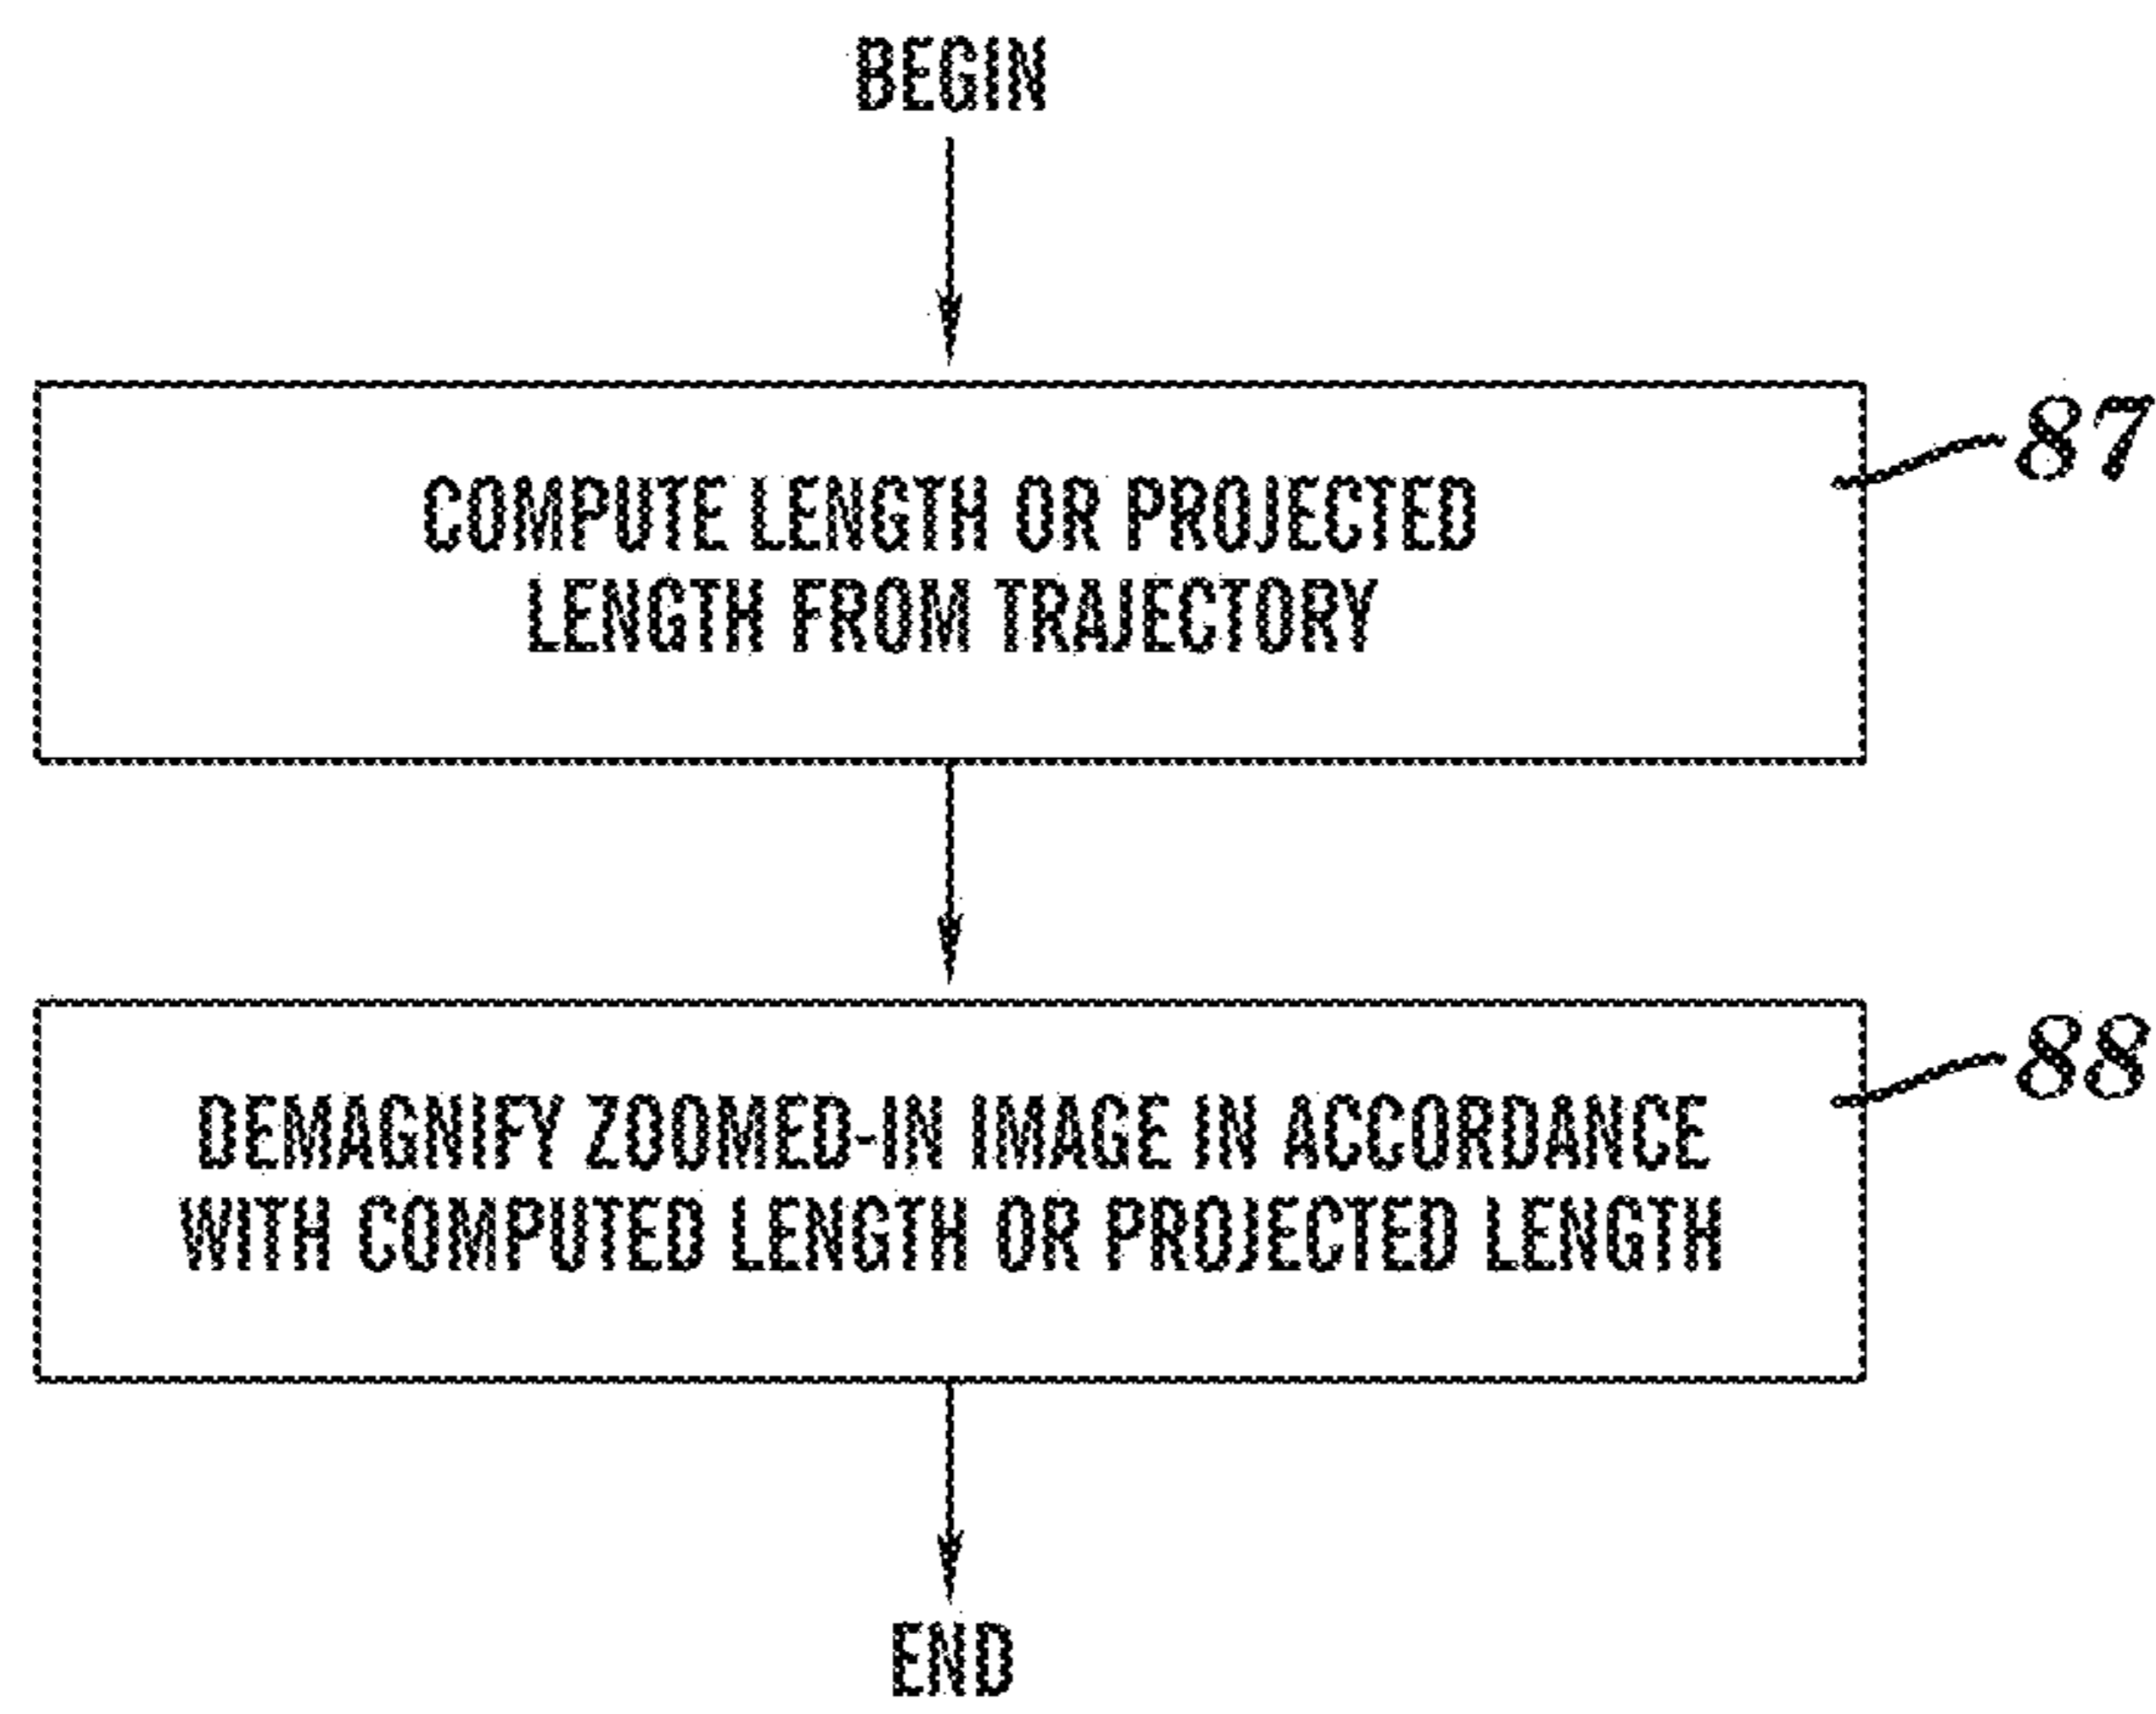 BEGIN
87
COMPUTE LENGTH OR PROJECTED
LENGTH FROM TRAJECTORY
88
DEMAGNIFY ZOOMED-IN IMAGE IN ACCORDANCE
WITH COMPUTED LENGTH OR PROJECTED LENGTH
END